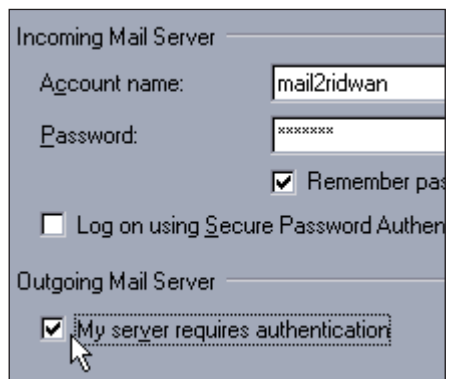 Incoming Mail Server
Account name: mail2ridwan
Password: *******
Remember pas
Log on using Secure Password Authen
Outgoing Mail Server
My server requires authentication